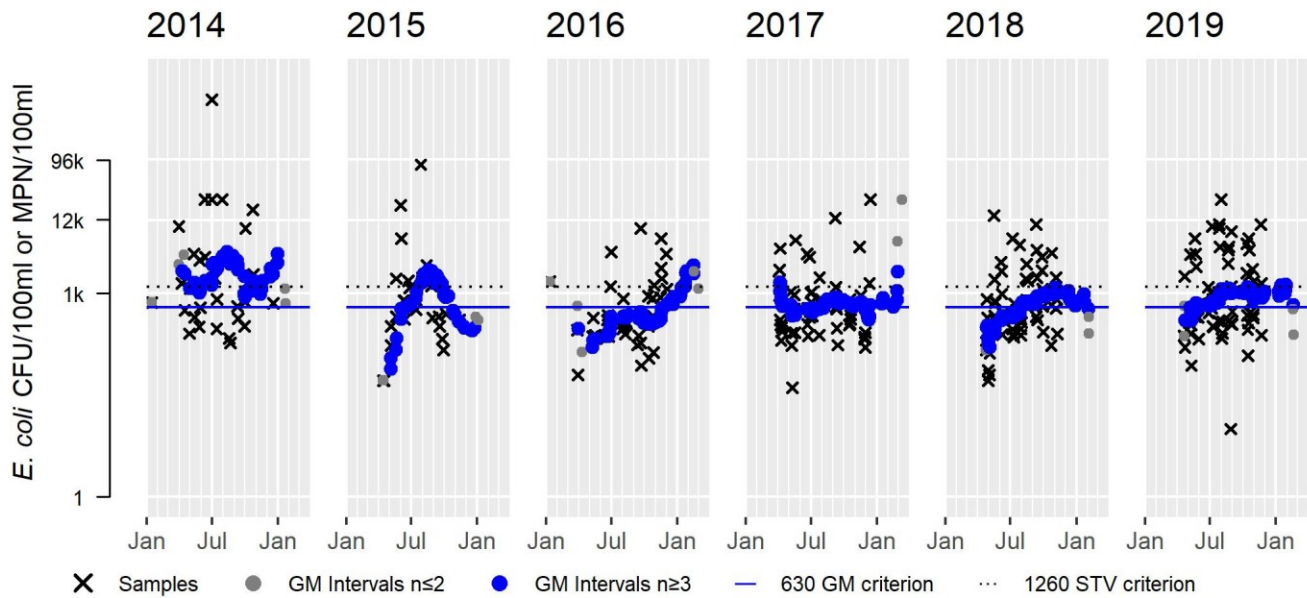 2014 2015 2016 2017 2018 2019
E. coli CFU/100ml or MPN/100ml
96k
12k
1k
1
Jan Jul Jan Jan Jul Jan Jan Jul Jan Jan Jul Jan Jan Jul Jan Jan Jul Jan
Samples GM Intervals n≤2 GM Intervals n≥3 630 GM criterion 1260 STV criterion